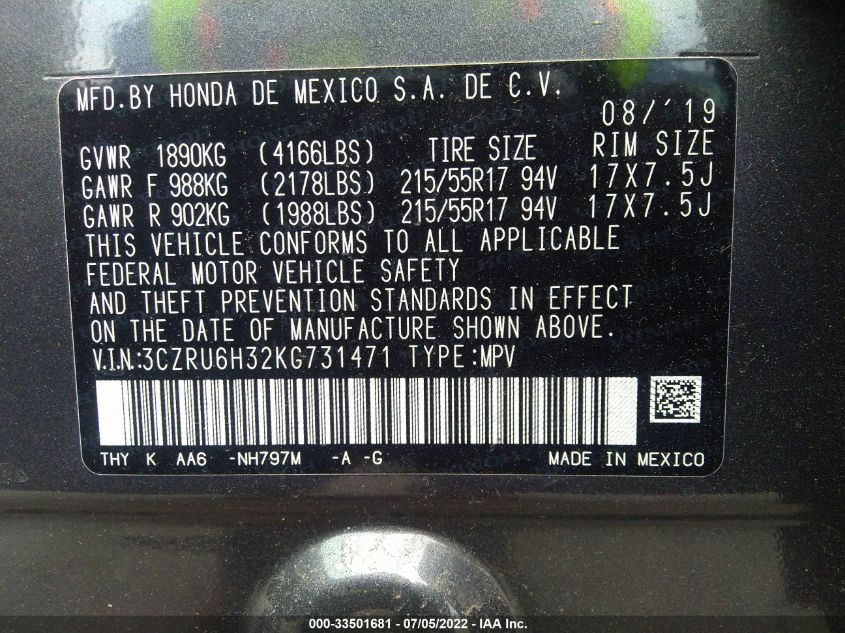 MFD.BY HONDA DE MEXICO S.A. DE C.V.
08/'19
GVWR 1890KG (4166LBS) TIRE SIZE RIM SIZE
GAWR F 988KG (2178LBS) 215/55R17 94V 17X7.5J
GAWR R 902KG (1988LBS) 215/55R17 94V 17X7.5J
THIS VEHICLE CONFORMS TO ALL APPLICABLE
FEDERAL MOTOR VEHICLE SAFETY
AND THEFT PREVENTION STANDARDS IN EFFECT
ON THE DATE OF MANUFACTURE SHOWN ABOVE.
V.I.N:3CZRU6H32KG731471 TYPE:MPV
THY K AA6 -NH797M -A -G MADE IN MEXICO
000-33501681 - 07/05/2022 - IAA Inc.